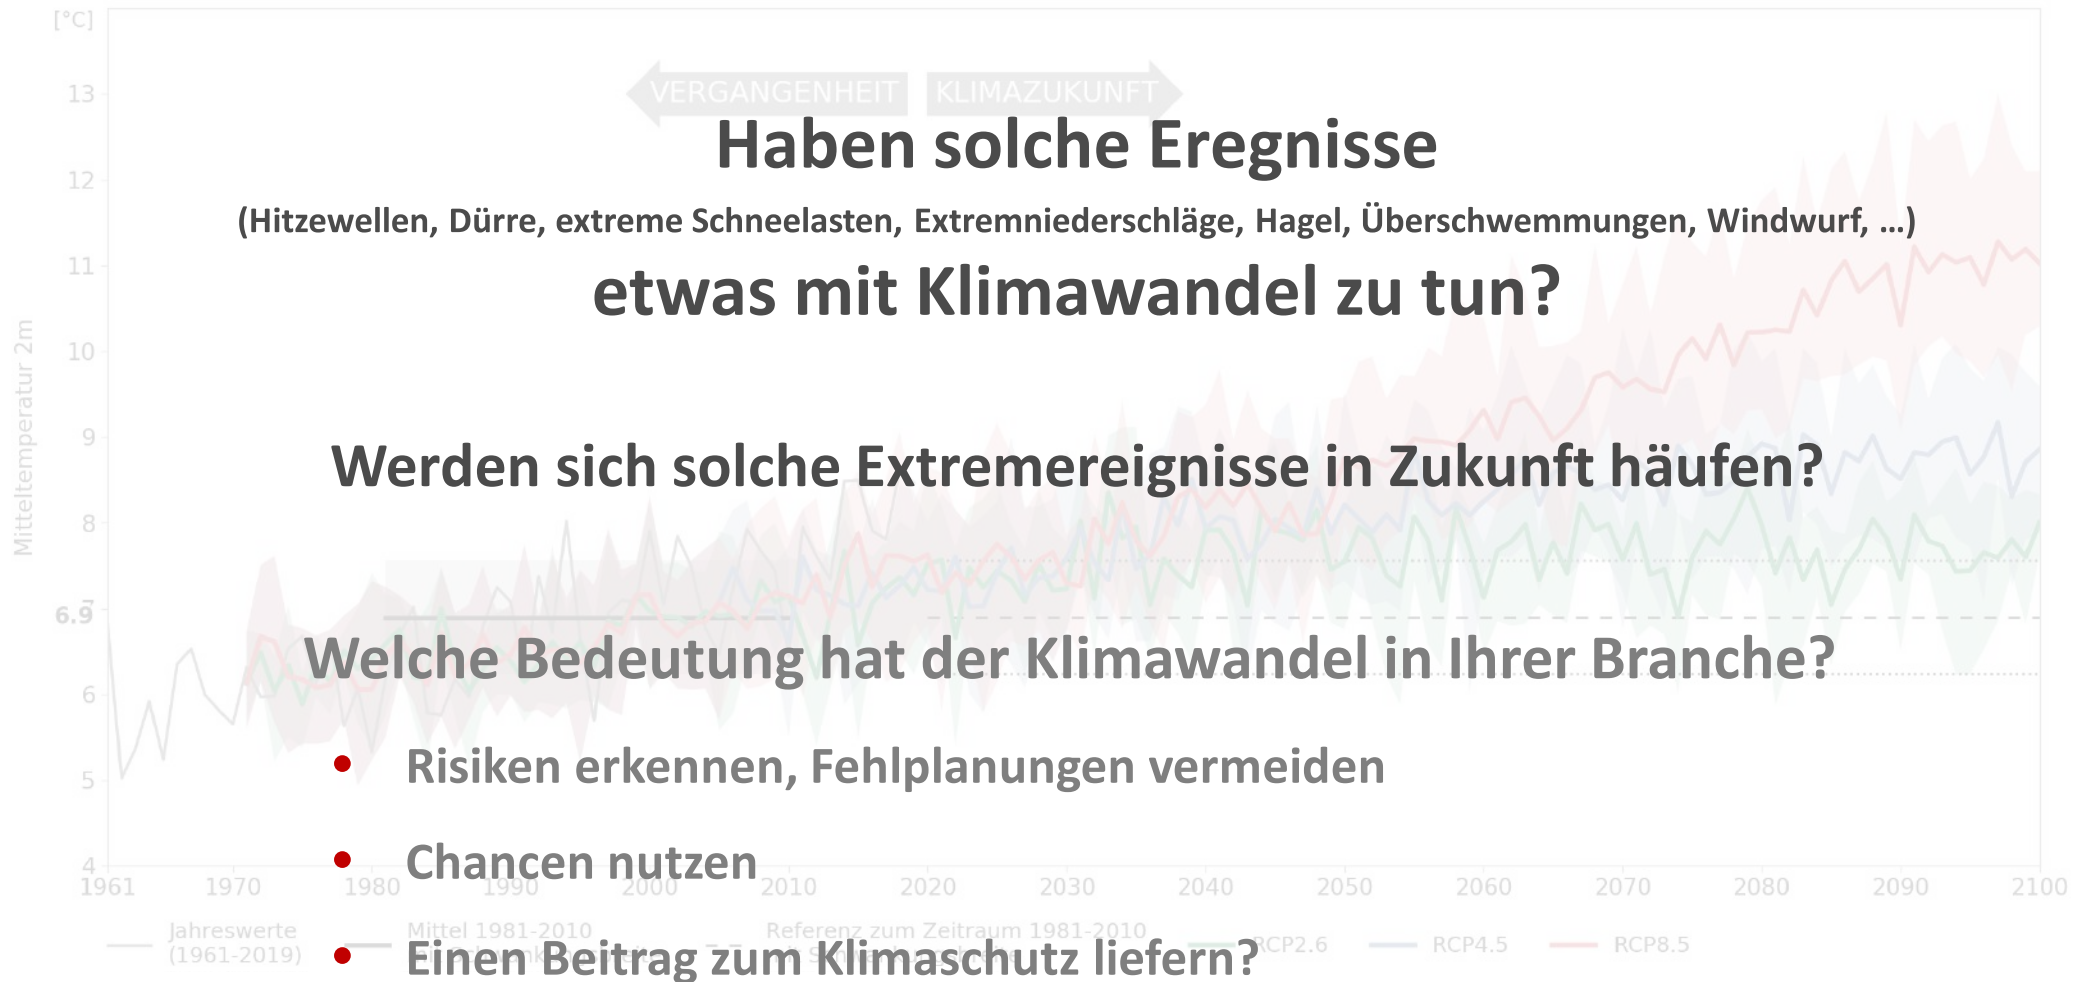 [°C]
VERGANGENHEIT KLIMAZUKUNFT
13
Haben solche Eregnisse
12
(Hitzewellen, Dürre, extreme Schneelasten, Extremniederschläge, Hagel, Überschwemmungen, Windwurf, …)
11
etwas mit Klimawandel zu tun?
10
Mitteltemperatur 2m
9
Werden sich solche Extremereignisse in Zukunft häufen?
8
7
6.9
Welche Bedeutung hat der Klimawandel in Ihrer Branche?
6
• Risiken erkennen, Fehlplanungen vermeiden
5
• Chancen nutzen
4
1961 1970 1980 1990 2000 2010 2020 2030 2040 2050 2060 2070 2080 2090 2100
Jahreswerte
(1961-2019)
Mittel 1981-2010
Referenz zum Zeitraum 1981-2010
RCP2.6 RCP4.5 RCP8.5
• Einen Beitrag zum Klimaschutz liefern?